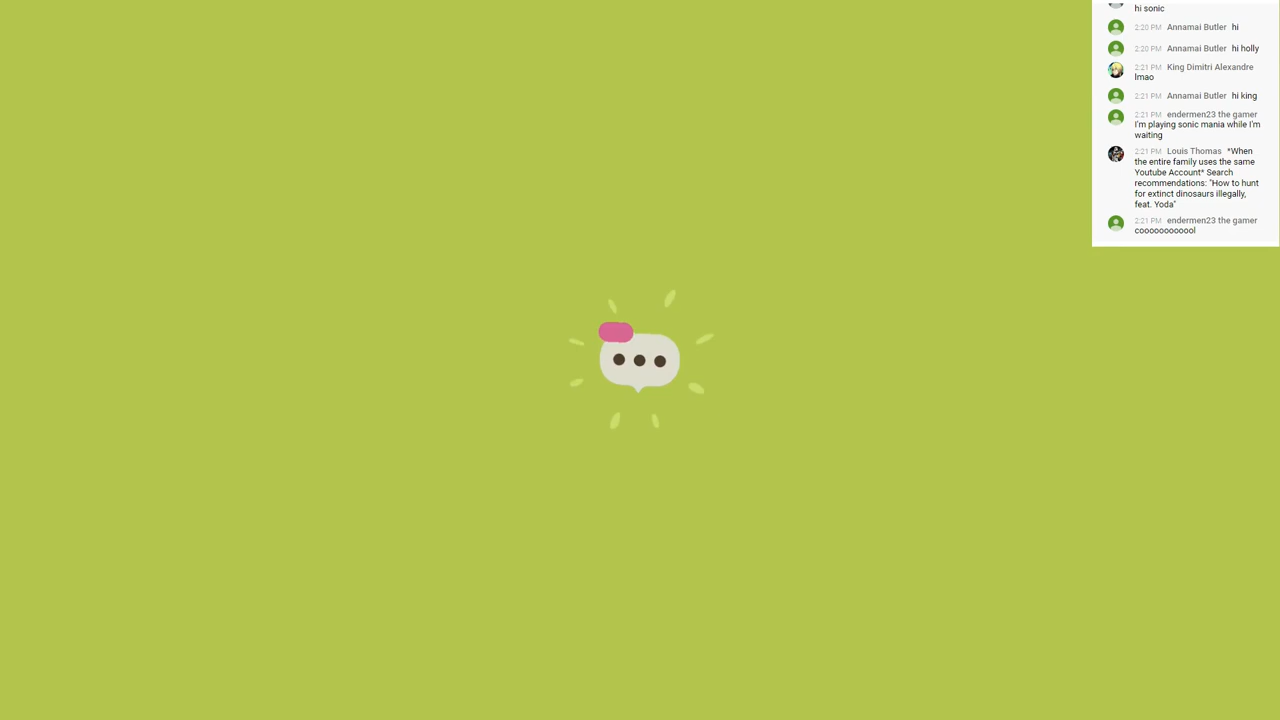 hi sonic
2:20 PM Annamai Butler hi
2:20 PM Annamai Butler hi holly
2:21 PM King Dimitri Alexandre
lmao
2:21 PM Annamai Butler hi king
2:21 PM endermen23 the gamer
I'm playing sonic mania while I'm
waiting
2:21 PM Louis Thomas *When
the entire family uses the same
Youtube Account* Search
recommendations: "How to hunt
for extinct dinosaurs illegally,
feat. Yoda"
2:21 PM endermen23 the gamer
cooooooooooool